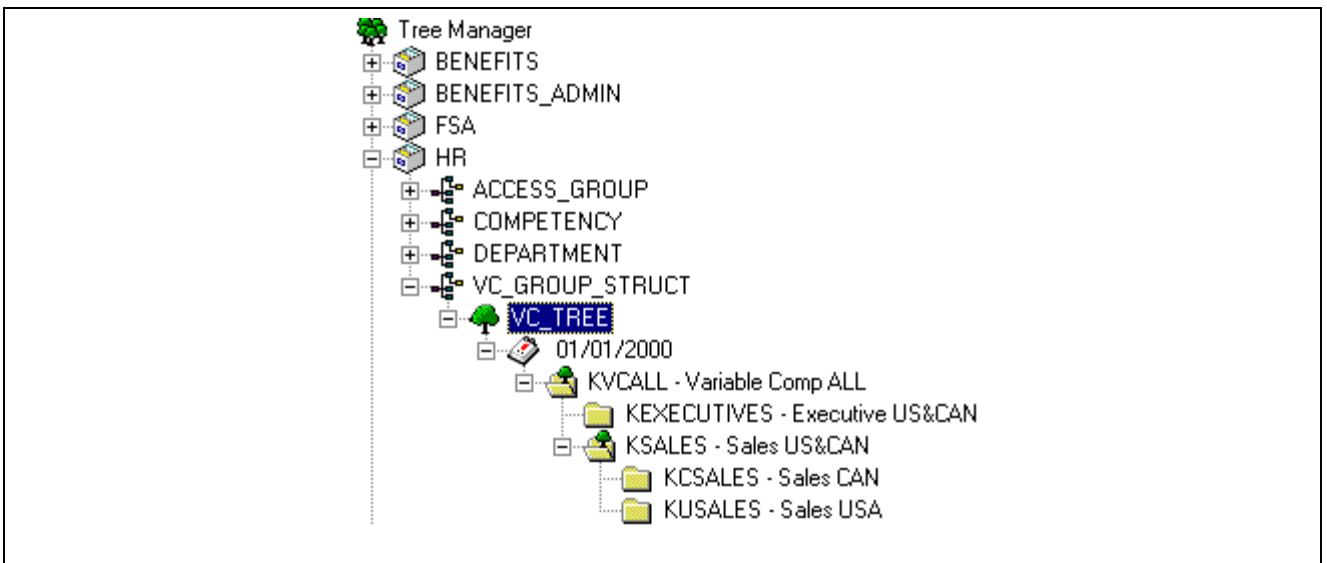 Tree Manager
BENEFITS
BENEFITS_ADMIN
FSA
HR
ACCESS_GROUP
COMPETENCY
DEPARTMENT
VC_GROUP_STRUCT
VC_TREE
01/01/2000
KVCALL - Variable Comp ALL
KEXECUTIVES - Executive US&CAN
KSALES - Sales US&CAN
KCSALES - Sales CAN
KUSALES - Sales USA